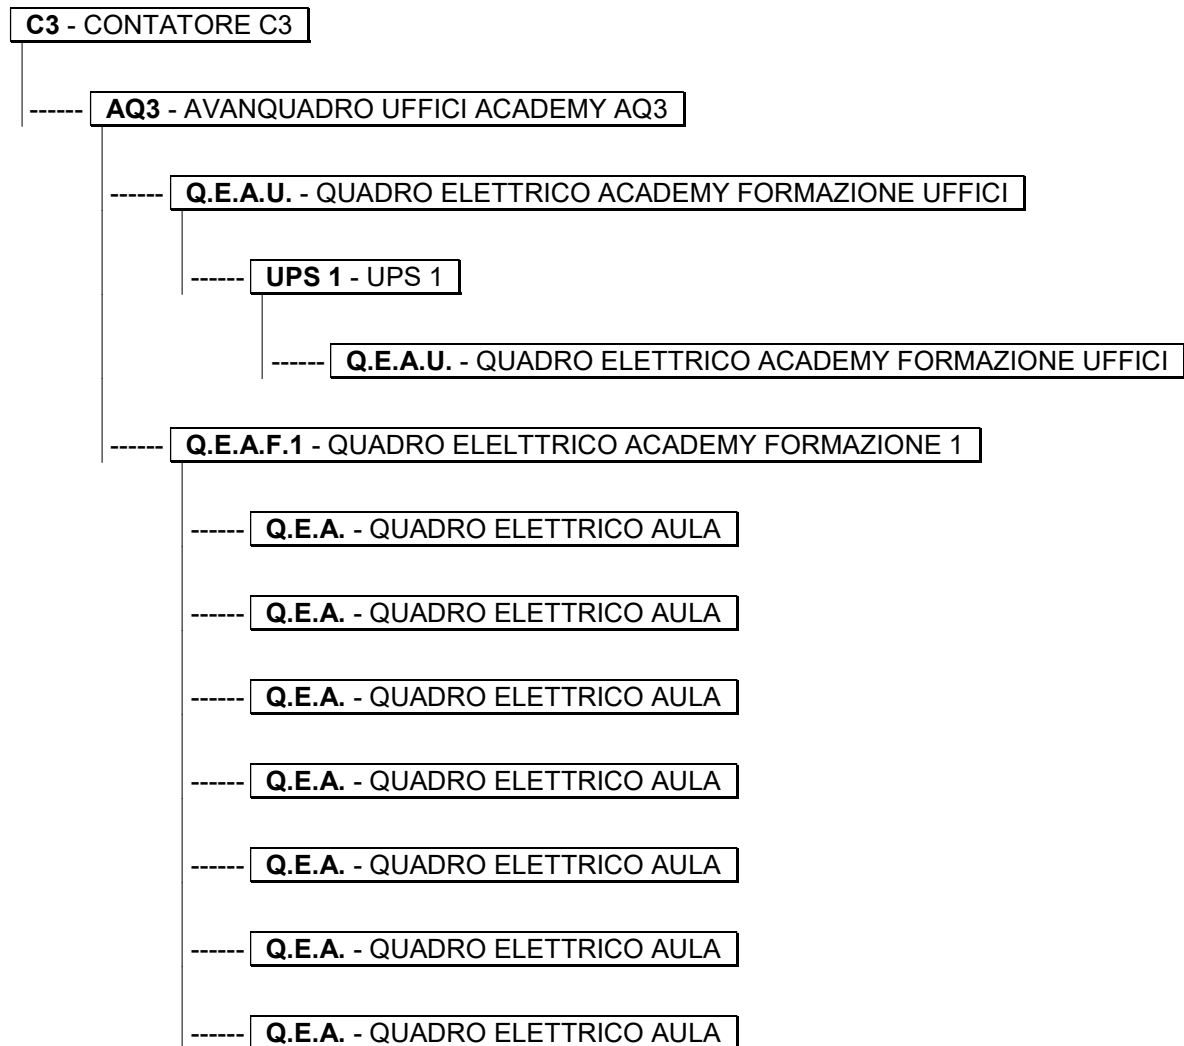 C3 - CONTATORE C3
------ AQ3 - AVANQUADRO UFFICI ACADEMY AQ3
------ Q.E.A.U. - QUADRO ELETTRICO ACADEMY FORMAZIONE UFFICI
------ UPS 1 - UPS 1
------ Q.E.A.U. - QUADRO ELETTRICO ACADEMY FORMAZIONE UFFICI
------ Q.E.A.F.1 - QUADRO ELELTTRICO ACADEMY FORMAZIONE 1
------ Q.E.A. - QUADRO ELETTRICO AULA
------ Q.E.A. - QUADRO ELETTRICO AULA
------ Q.E.A. - QUADRO ELETTRICO AULA
------ Q.E.A. - QUADRO ELETTRICO AULA
------ Q.E.A. - QUADRO ELETTRICO AULA
------ Q.E.A. - QUADRO ELETTRICO AULA
------ Q.E.A. - QUADRO ELETTRICO AULA